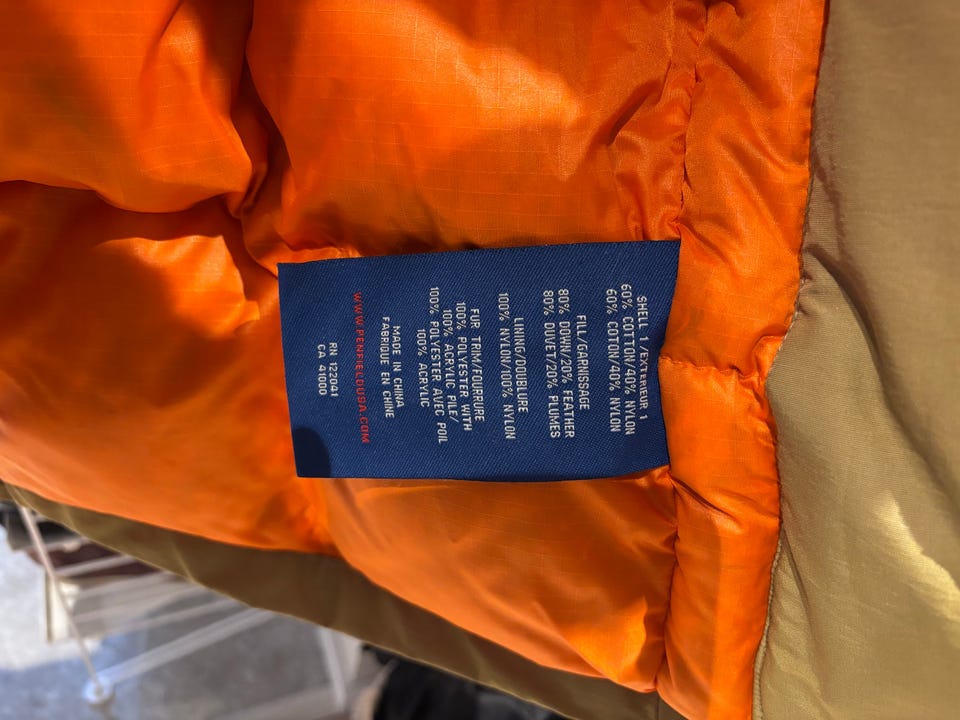 SHELL 1/EXTERIEUR 1
60% COTTON/40% NYLON
60% COTON/40% NYLON
FILL/GARNISSAGE
80% DOWN/20% FEATHER
80% DUVET/20% PLUMES
LINING/DOUBLURE
100% NYLON/100% NYLON
FUR TRIM/FOURRURE
100% POLYESTER WITH
100% ACRYLIC PILE/
100% POLYESTER AVEC POIL
100% ACRYLIC
MADE IN CHINA
FABRIQUE EN CHINE
WWW.PENFIELDUSA.COM
RN 122041
CA 41000